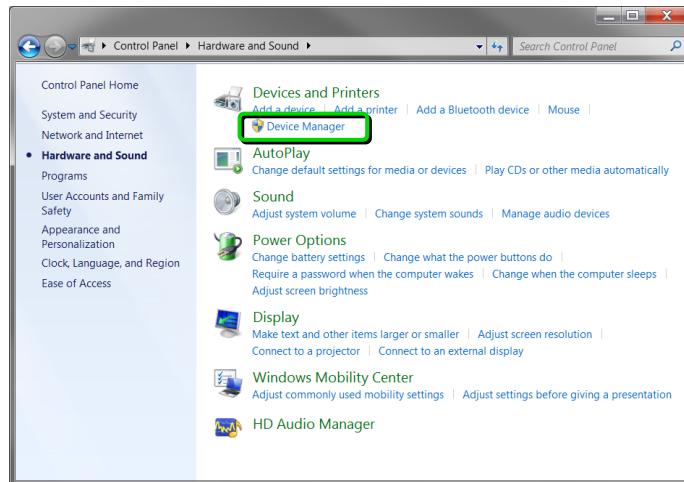 Control Panel ▸ Hardware and Sound ▸
Search Control Panel
Control Panel Home
System and Security
Network and Internet
Hardware and Sound
Programs
User Accounts and Family
Safety
Appearance and
Personalization
Clock, Language, and Region
Ease of Access
Devices and Printers
Add a device | Add a printer | Add a Bluetooth device | Mouse |
Device Manager
AutoPlay
Change default settings for media or devices | Play CDs or other media automatically
Sound
Adjust system volume | Change system sounds | Manage audio devices
Power Options
Change battery settings | Change what the power buttons do |
Require a password when the computer wakes | Change when the computer sleeps |
Adjust screen brightness
Display
Make text and other items larger or smaller | Adjust screen resolution |
Connect to a projector | Connect to an external display
Windows Mobility Center
Adjust commonly used mobility settings | Adjust settings before giving a presentation
HD Audio Manager